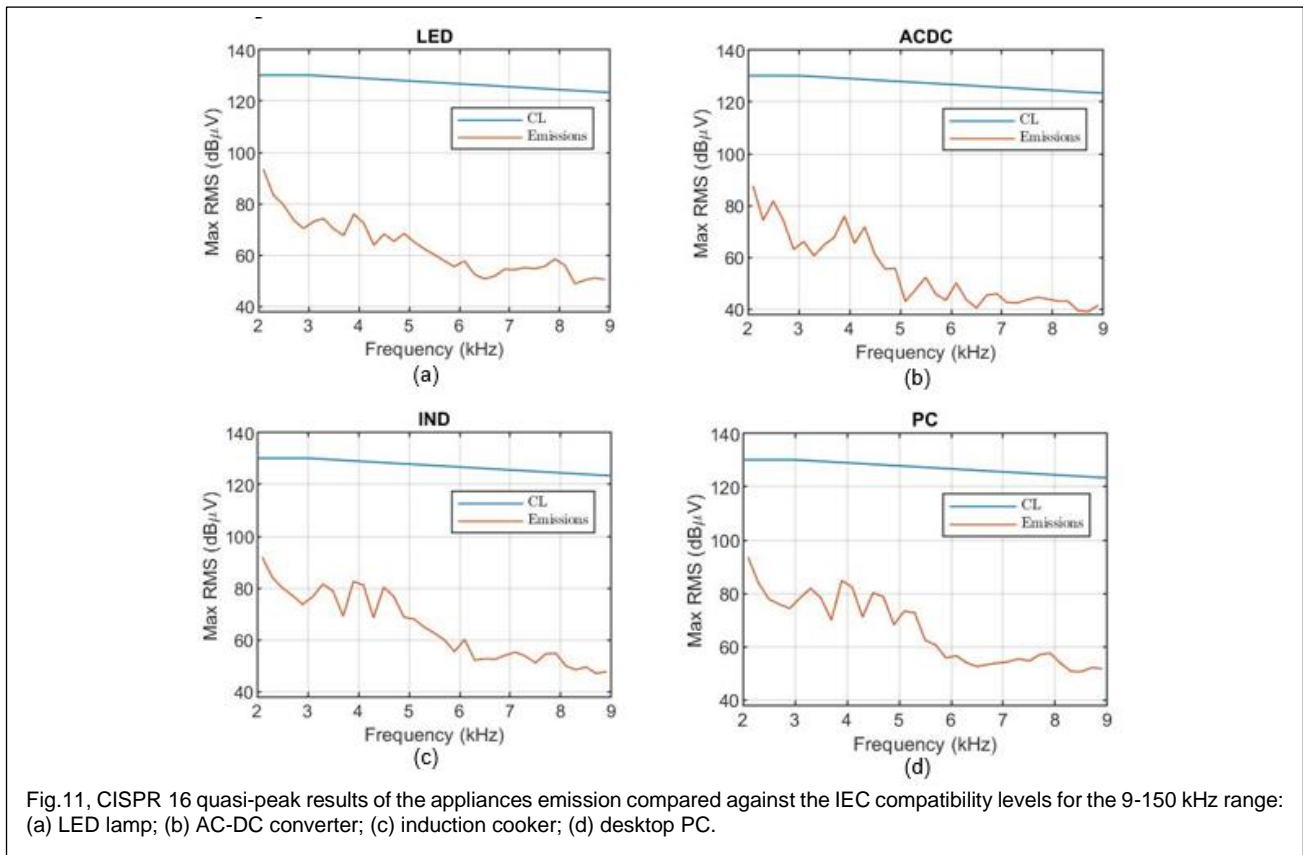 LED
140
120
100
80
60
40
Max RMS (dBμV)
CL
Emissions
2 3 4 5 6 7 8 9
Frequency (kHz)
(a)
ACDC
140
120
100
80
60
40
Max RMS (dBμV)
CL
Emissions
2 3 4 5 6 7 8 9
Frequency (kHz)
(b)
IND
140
120
100
80
60
40
Max RMS (dBμV)
CL
Emissions
2 3 4 5 6 7 8 9
Frequency (kHz)
(c)
PC
140
120
100
80
60
40
Max RMS (dBμV)
CL
Emissions
2 3 4 5 6 7 8 9
Frequency (kHz)
(d)
Fig.11, CISPR 16 quasi-peak results of the appliances emission compared against the IEC compatibility levels for the 9-150 kHz range:
(a) LED lamp; (b) AC-DC converter; (c) induction cooker; (d) desktop PC.